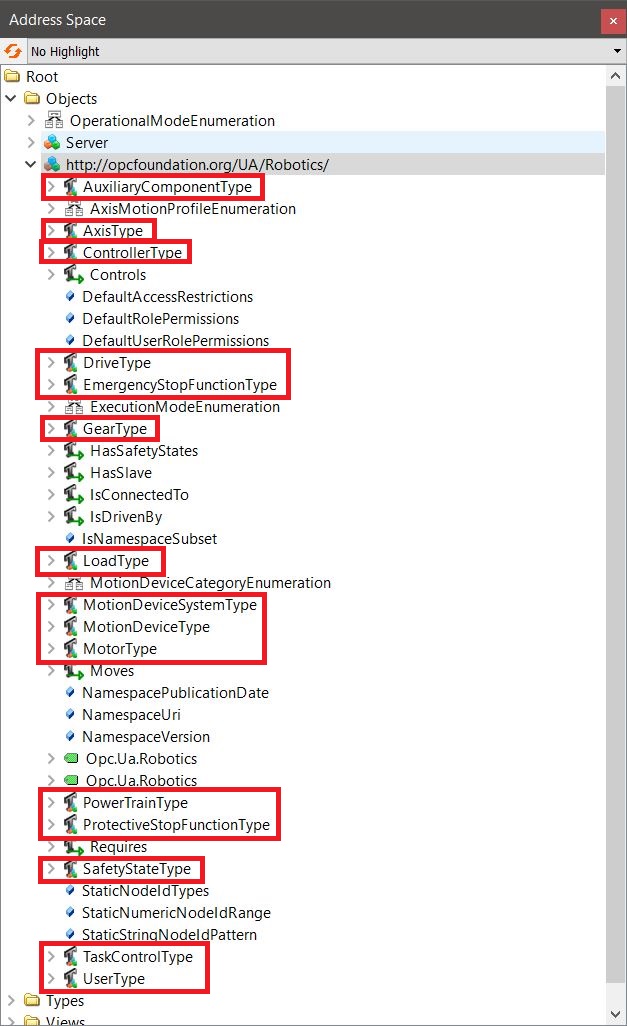 Address Space
No Highlight
Root
Objects
OperationalModeEnumeration
Server
http://opcfoundation.org/UA/Robotics/
AuxiliaryComponentType
AxisMotionProfileEnumeration
AxisType
ControllerType
Controls
DefaultAccessRestrictions
DefaultRolePermissions
DefaultUserRolePermissions
DriveType
EmergencyStopFunctionType
ExecutionModeEnumeration
GearType
HasSafetyStates
HasSlave
IsConnectedTo
IsDrivenBy
IsNamespaceSubset
LoadType
MotionDeviceCategoryEnumeration
MotionDeviceSystemType
MotionDeviceType
MotorType
Moves
NamespacePublicationDate
NamespaceUri
NamespaceVersion
Opc.Ua.Robotics
Opc.Ua.Robotics
PowerTrainType
ProtectiveStopFunctionType
Requires
SafetyStateType
StaticNodeIdTypes
StaticNumericNodeIdRange
StaticStringNodeIdPattern
TaskControlType
UserType
Types
Views